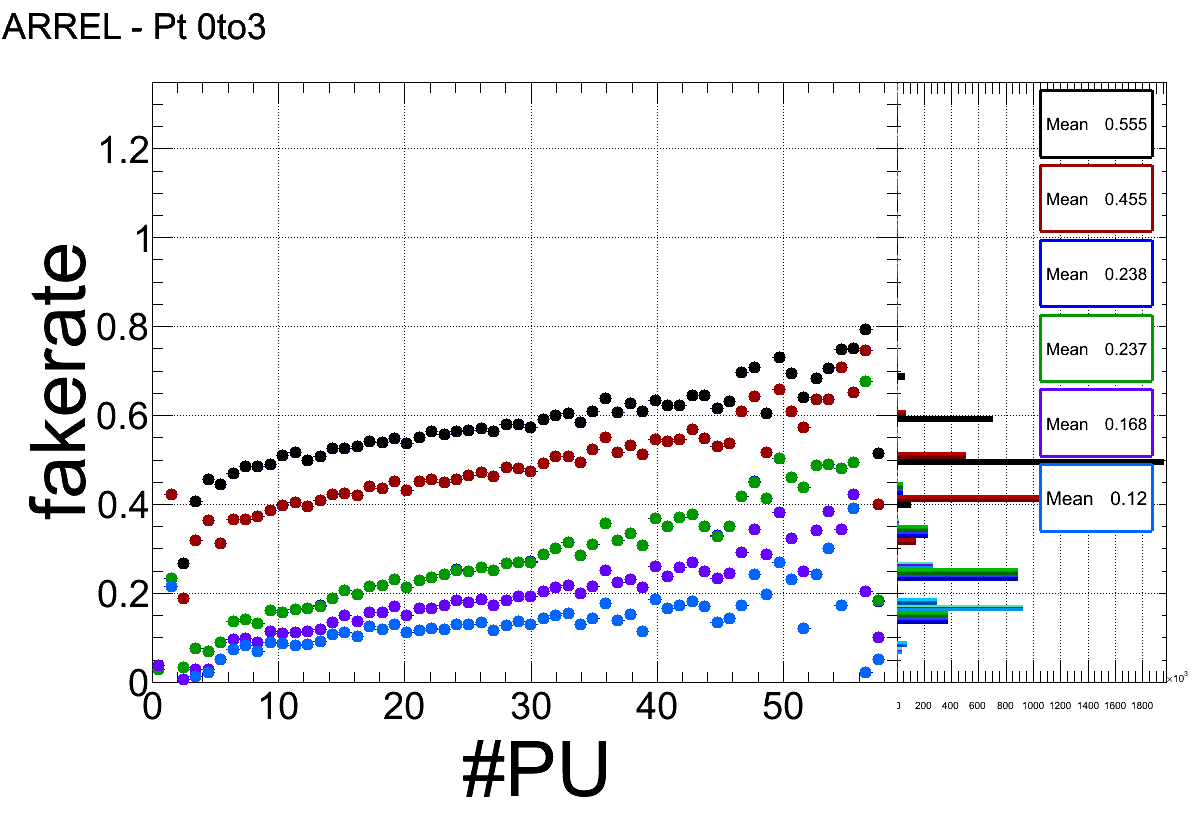 ARREL - Pt 0to3
fakerate
1.2
1
0.8
0.6
0.4
0.2
0
0 10 20 30 40 50
#PU
Mean 0.555
Mean 0.455
Mean 0.238
Mean 0.237
Mean 0.168
Mean 0.12
×10³
0 200 400 600 800 1000 1200 1400 1600 1800